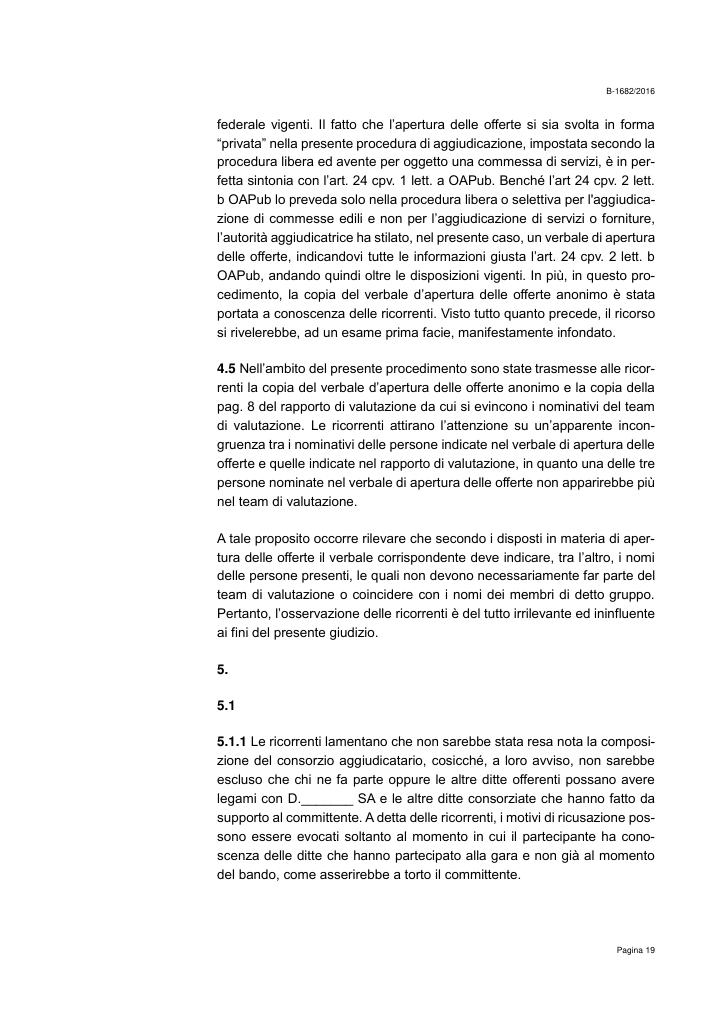 B-1682/2016
federale vigenti. Il fatto che l’apertura delle offerte si sia svolta in forma
“privata” nella presente procedura di aggiudicazione, impostata secondo la
procedura libera ed avente per oggetto una commessa di servizi, è in per-
fetta sintonia con l’art. 24 cpv. 1 lett. a OAPub. Benché l’art 24 cpv. 2 lett.
b OAPub lo preveda solo nella procedura libera o selettiva per l'aggiudica-
zione di commesse edili e non per l’aggiudicazione di servizi o forniture,
l’autorità aggiudicatrice ha stilato, nel presente caso, un verbale di apertura
delle offerte, indicandovi tutte le informazioni giusta l’art. 24 cpv. 2 lett. b
OAPub, andando quindi oltre le disposizioni vigenti. In più, in questo pro-
cedimento, la copia del verbale d’apertura delle offerte anonimo è stata
portata a conoscenza delle ricorrenti. Visto tutto quanto precede, il ricorso
si rivelerebbe, ad un esame prima facie, manifestamente infondato.
4.5 Nell’ambito del presente procedimento sono state trasmesse alle ricor-
renti la copia del verbale d’apertura delle offerte anonimo e la copia della
pag. 8 del rapporto di valutazione da cui si evincono i nominativi del team
di valutazione. Le ricorrenti attirano l’attenzione su un’apparente incon-
gruenza tra i nominativi delle persone indicate nel verbale di apertura delle
offerte e quelle indicate nel rapporto di valutazione, in quanto una delle tre
persone nominate nel verbale di apertura delle offerte non apparirebbe più
nel team di valutazione.
A tale proposito occorre rilevare che secondo i disposti in materia di aper-
tura delle offerte il verbale corrispondente deve indicare, tra l’altro, i nomi
delle persone presenti, le quali non devono necessariamente far parte del
team di valutazione o coincidere con i nomi dei membri di detto gruppo.
Pertanto, l’osservazione delle ricorrenti è del tutto irrilevante ed ininfluente
ai fini del presente giudizio.
5.
5.1
5.1.1 Le ricorrenti lamentano che non sarebbe stata resa nota la composi-
zione del consorzio aggiudicatario, cosicché, a loro avviso, non sarebbe
escluso che chi ne fa parte oppure le altre ditte offerenti possano avere
legami con D._______ SA e le altre ditte consorziate che hanno fatto da
supporto al committente. A detta delle ricorrenti, i motivi di ricusazione pos-
sono essere evocati soltanto al momento in cui il partecipante ha cono-
scenza delle ditte che hanno partecipato alla gara e non già al momento
del bando, come asserirebbe a torto il committente.
Pagina 19